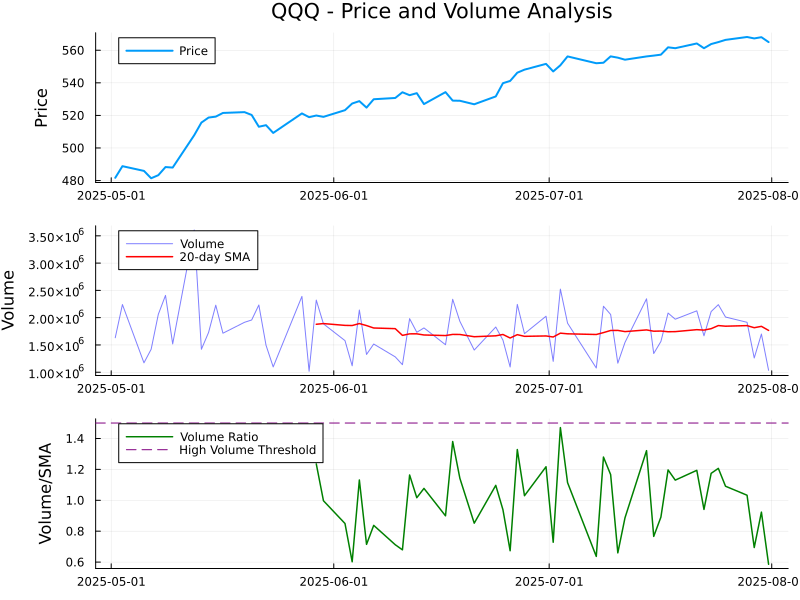 QQQ - Price and Volume Analysis
Price
560
540
520
500
480
Price
2025-05-01 2025-06-01 2025-07-01 2025-08-0
Volume
3.50×10⁶
3.00×10⁶
2.50×10⁶
2.00×10⁶
1.50×10⁶
1.00×10⁶
Volume
20-day SMA
2025-05-01 2025-06-01 2025-07-01 2025-08-0
Volume/SMA
1.4
1.2
1.0
0.8
0.6
Volume Ratio
High Volume Threshold
2025-05-01 2025-06-01 2025-07-01 2025-08-0